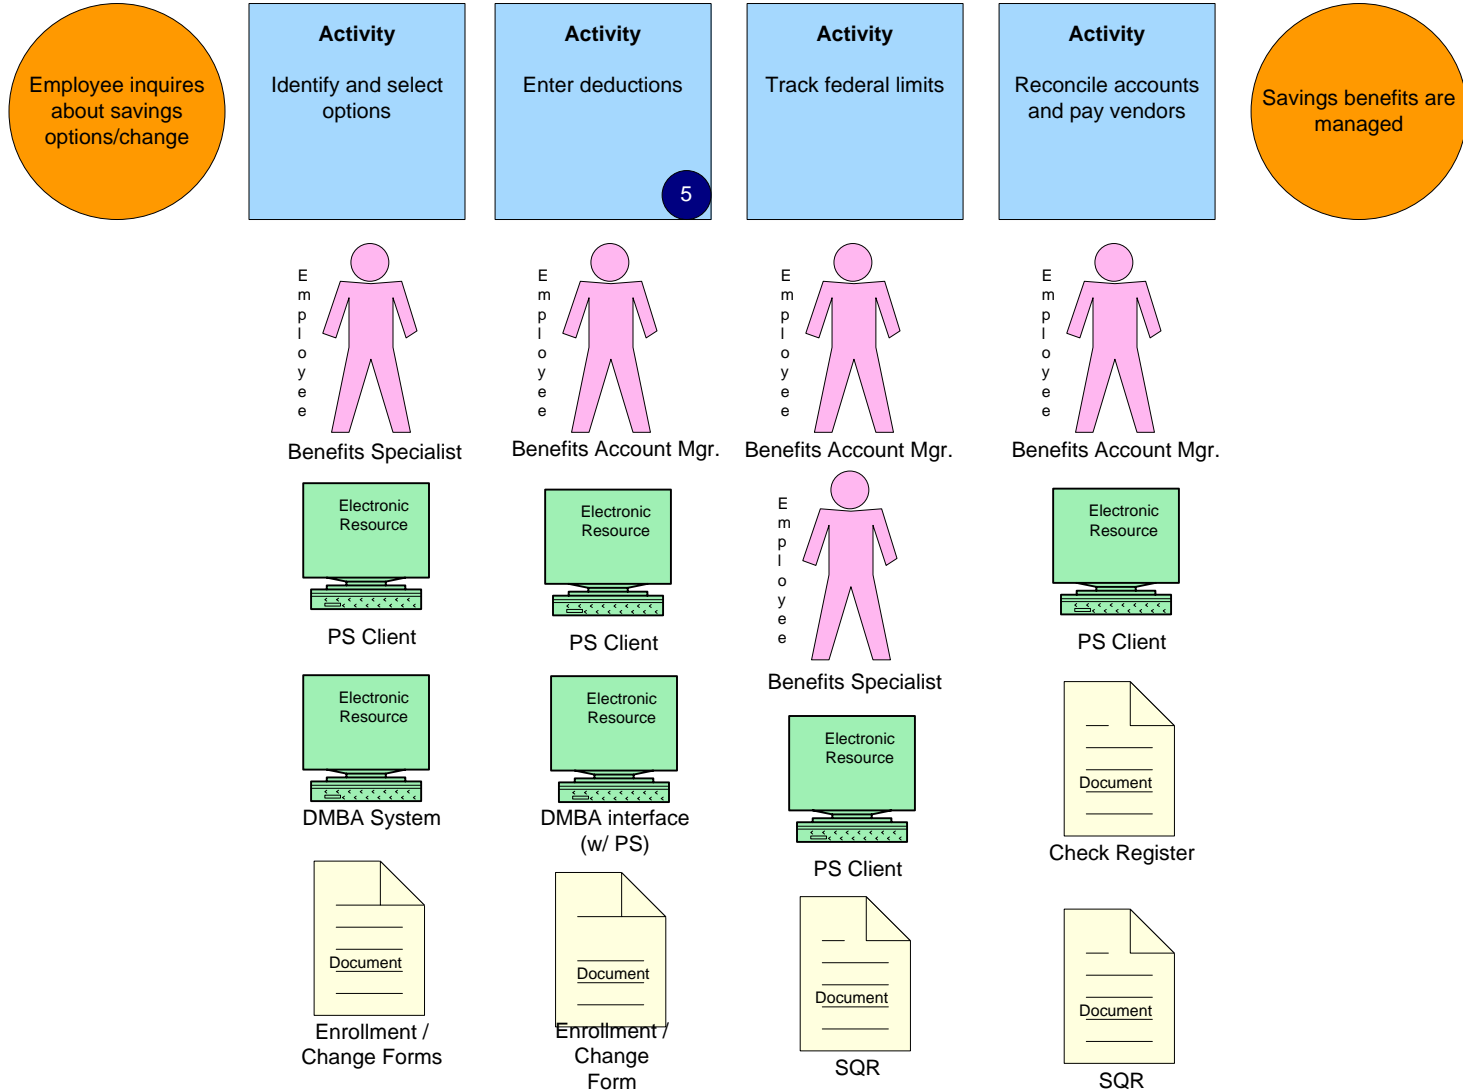 Employee inquires
about savings
options/change
Activity
Identify and select
options
Activity
Enter deductions
5
Activity
Track federal limits
Activity
Reconcile accounts
and pay vendors
Savings benefits are
managed
Employee
Benefits Specialist
Electronic
Resource
PS Client
Electronic
Resource
DMBA System
Document
Enrollment /
Change Forms
Employee
Benefits Account Mgr.
Electronic
Resource
PS Client
Electronic
Resource
DMBA interface
(w/ PS)
Document
Enrollment /
Change
Form
Employee
Benefits Account Mgr.
Employee
Benefits Specialist
Electronic
Resource
PS Client
Document
SQR
Employee
Benefits Account Mgr.
Electronic
Resource
PS Client
Document
Check Register
Document
SQR